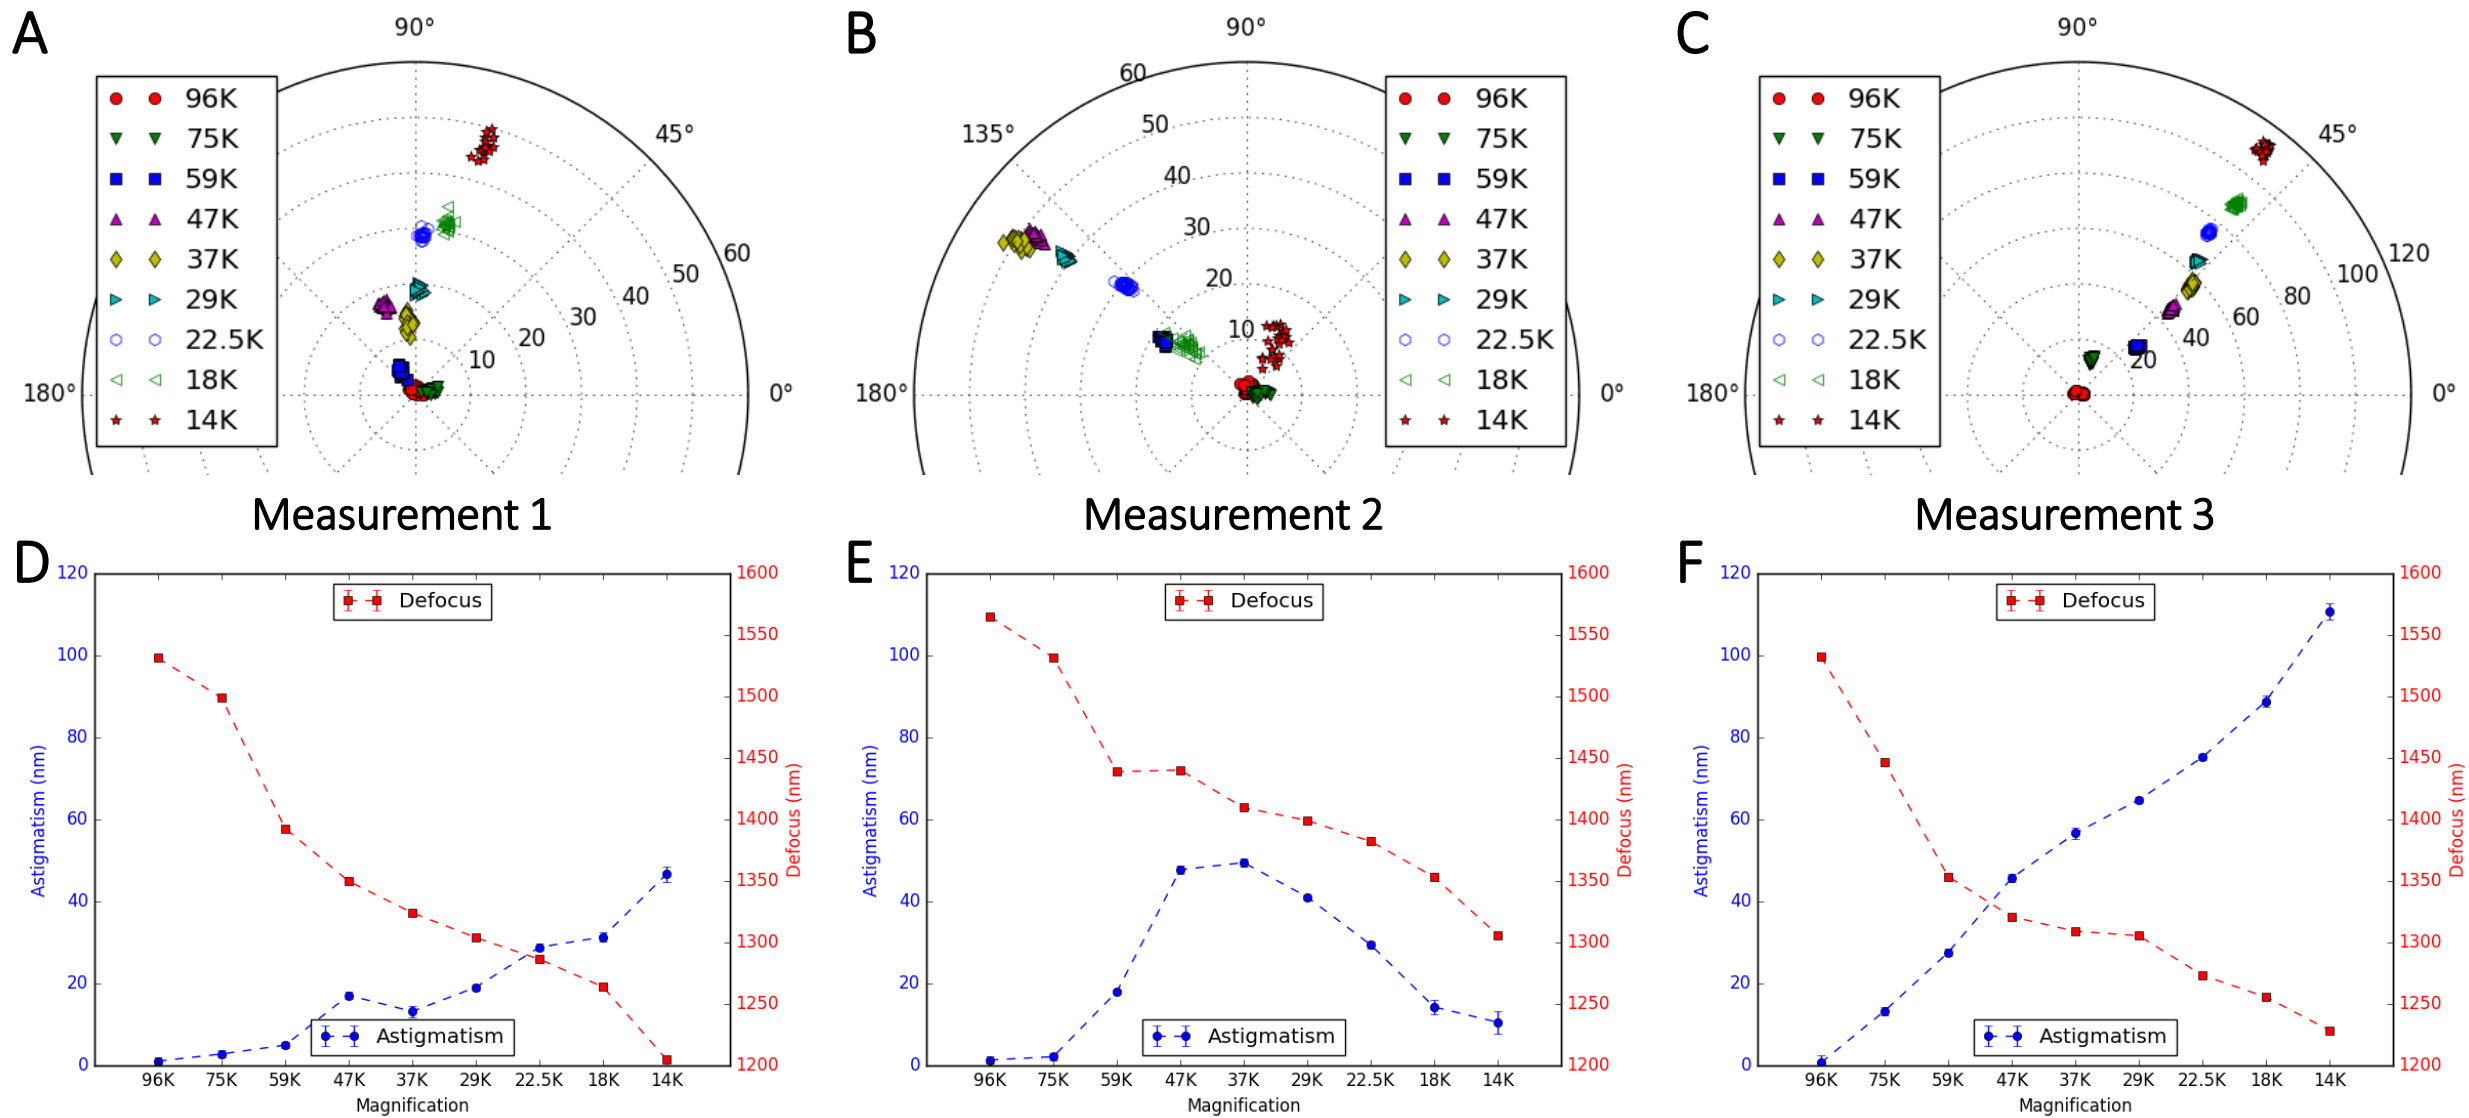 A
90°
45°
60
50
40
30
20
10
180°
0°
96K
75K
59K
47K
37K
29K
22.5K
18K
14K
Measurement 1
B
90°
135°
60
50
40
30
20
10
180°
0°
96K
75K
59K
47K
37K
29K
22.5K
18K
14K
Measurement 2
C
90°
45°
120
100
80
60
40
20
180°
0°
96K
75K
59K
47K
37K
29K
22.5K
18K
14K
Measurement 3
D
120
100
80
60
40
20
0
Astigmatism (nm)
Defocus
Astigmatism
1600
1550
1500
1450
1400
1350
1300
1250
1200
Defocus (nm)
96K 75K 59K 47K 37K 29K 22.5K 18K 14K
Magnification
E
120
100
80
60
40
20
0
Astigmatism (nm)
Defocus
Astigmatism
1600
1550
1500
1450
1400
1350
1300
1250
1200
Defocus (nm)
96K 75K 59K 47K 37K 29K 22.5K 18K 14K
Magnification
F
120
100
80
60
40
20
0
Astigmatism (nm)
Defocus
Astigmatism
1600
1550
1500
1450
1400
1350
1300
1250
1200
Defocus (nm)
96K 75K 59K 47K 37K 29K 22.5K 18K 14K
Magnification